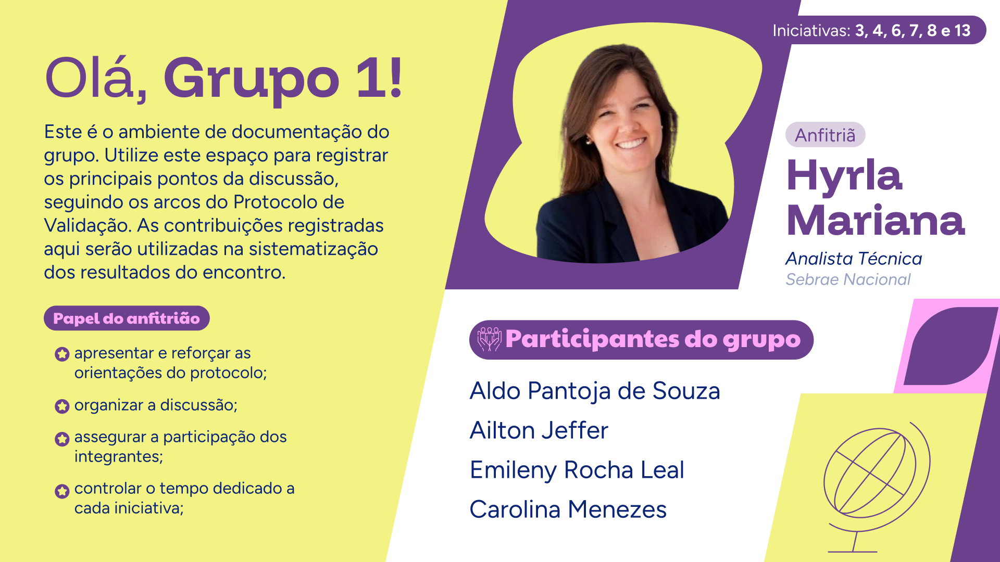 Olá, Grupo 1!
Este é o ambiente de documentação do
grupo. Utilize este espaço para registrar
os principais pontos da discussão,
seguindo os arcos do Protocolo de
Validação. As contribuições registradas
aqui serão utilizadas na sistematização
dos resultados do encontro.
Papel do anfitrião
apresentar e reforçar as
orientações do protocolo;
organizar a discussão;
assegurar a participação dos
integrantes;
controlar o tempo dedicado a
cada iniciativa;
Iniciativas: 3, 4, 6, 7, 8 e 13
Anfitriã
Hyrla
Mariana
Analista Técnica
Sebrae Nacional
Participantes do grupo
Aldo Pantoja de Souza
Ailton Jeffer
Emileny Rocha Leal
Carolina Menezes